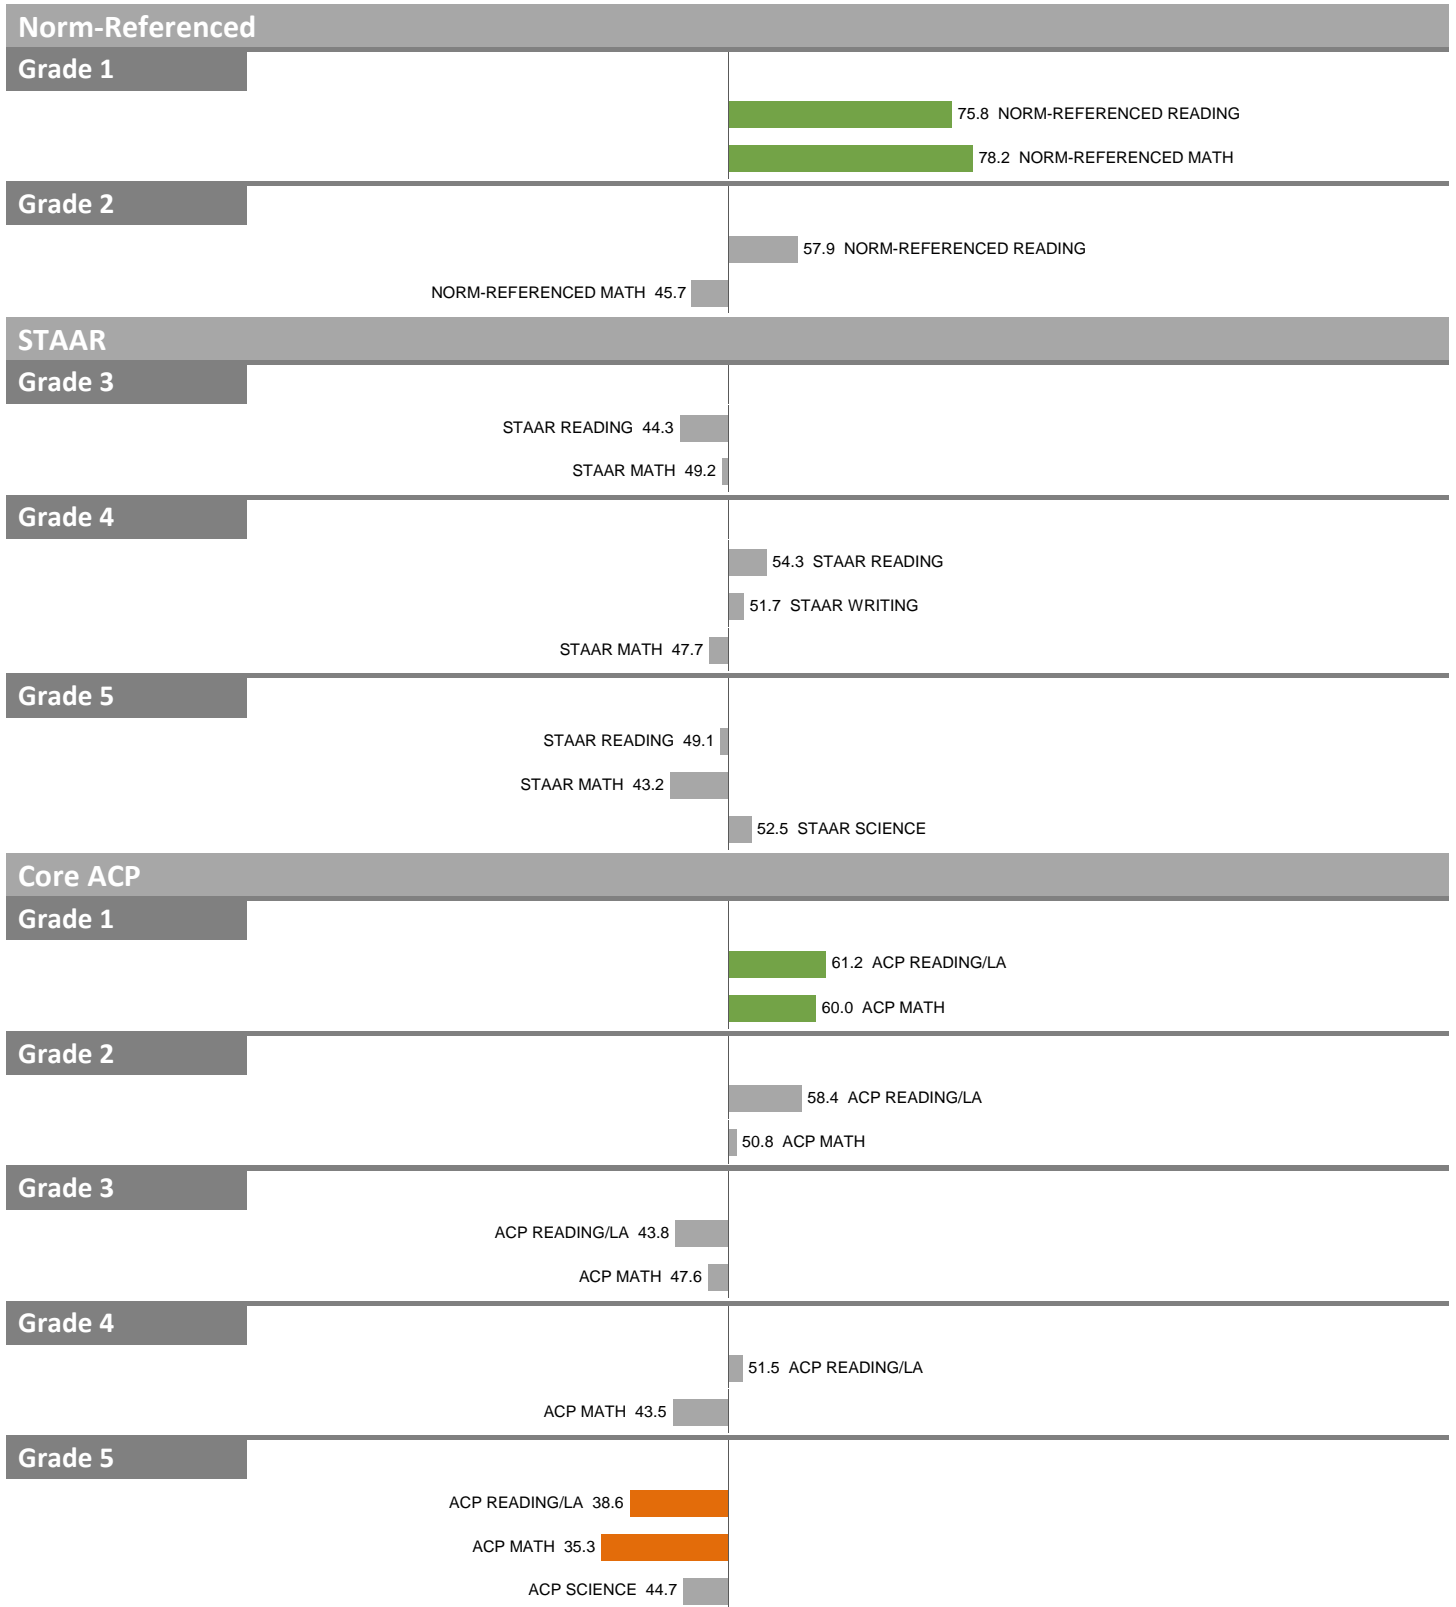 Norm-Referenced
Grade 1
75.8 NORM-REFERENCED READING
78.2 NORM-REFERENCED MATH
Grade 2
57.9 NORM-REFERENCED READING
NORM-REFERENCED MATH 45.7
STAAR
Grade 3
STAAR READING 44.3
STAAR MATH 49.2
Grade 4
54.3 STAAR READING
51.7 STAAR WRITING
STAAR MATH 47.7
Grade 5
STAAR READING 49.1
STAAR MATH 43.2
52.5 STAAR SCIENCE
Core ACP
Grade 1
61.2 ACP READING/LA
60.0 ACP MATH
Grade 2
58.4 ACP READING/LA
50.8 ACP MATH
Grade 3
ACP READING/LA 43.8
ACP MATH 47.6
Grade 4
51.5 ACP READING/LA
ACP MATH 43.5
Grade 5
ACP READING/LA 38.6
ACP MATH 35.3
ACP SCIENCE 44.7